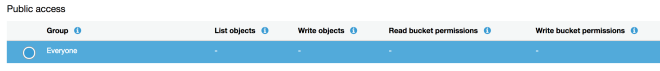 Public access
Group List objects Write objects Read bucket permissions Write bucket permissions
Everyone - - - -